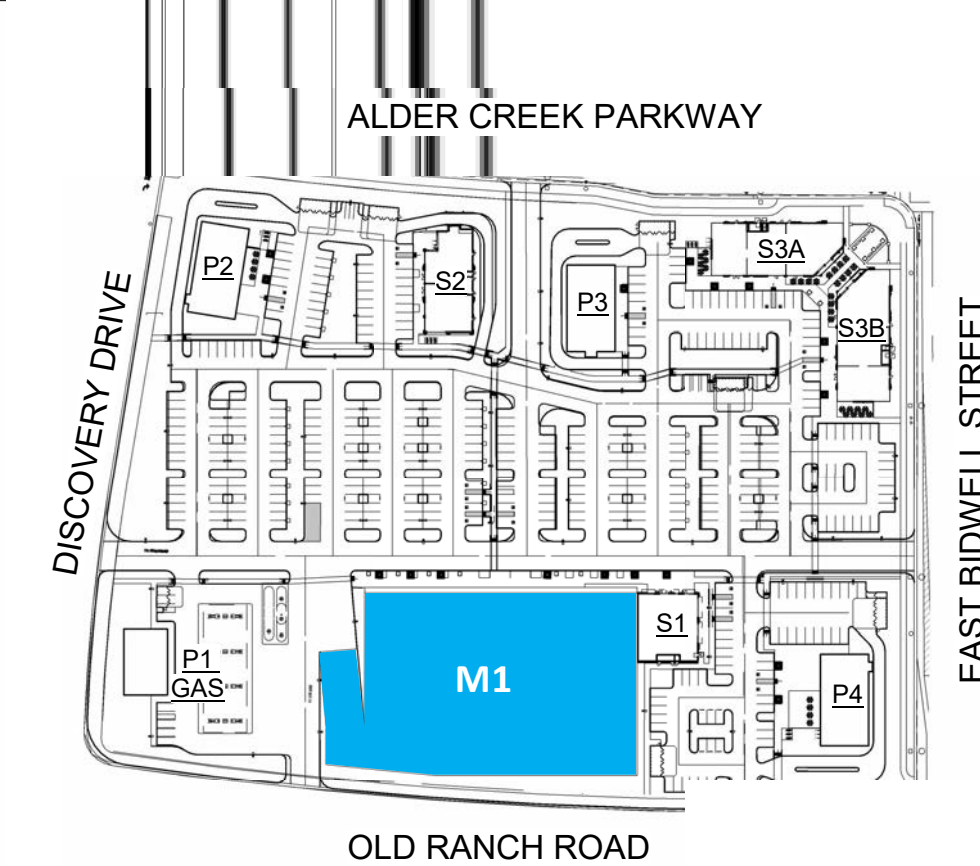 ALDER CREEK PARKWAY
P2
S2
P3
S3A
S3B
DISCOVERY DRIVE
EAST BIDWELL STREET
P1
GAS
M1
S1
P4
OLD RANCH ROAD